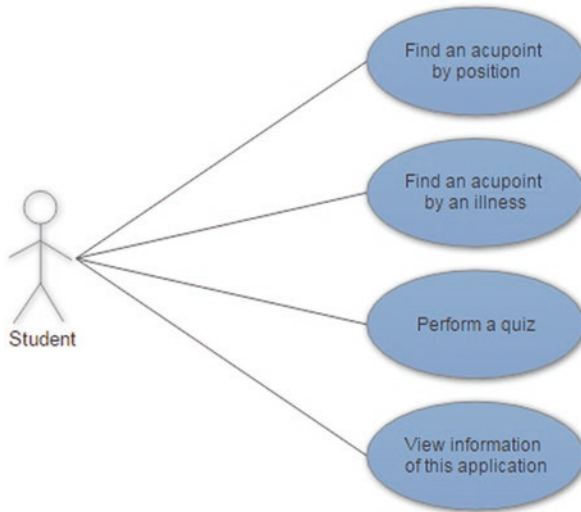 Find an acupoint
by position
Find an acupoint
by an illness
Student
Perform a quiz
View information
of this application